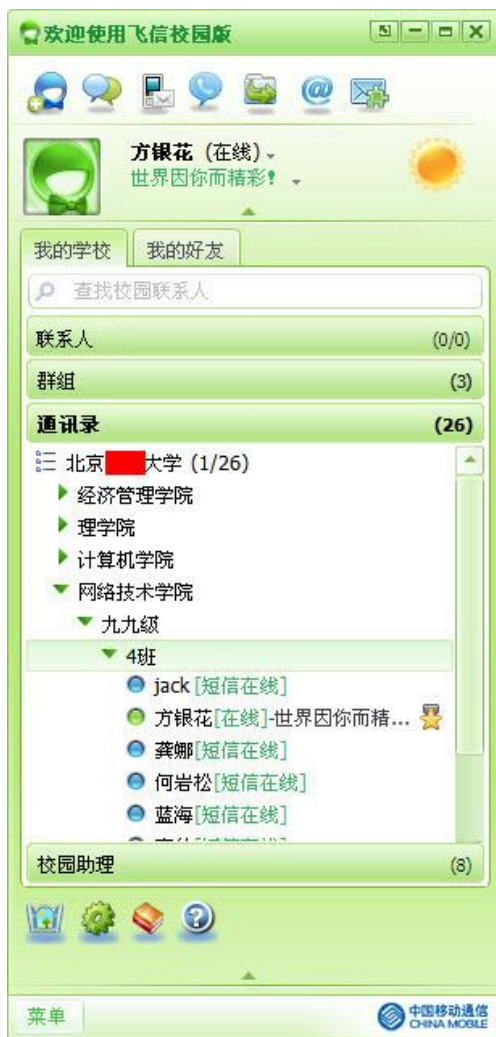 欢迎使用飞信校园版
方银花 (在线)
世界因你而精彩!
我的学校 我的好友
查找校园联系人
联系人 (0/0)
群组 (3)
通讯录 (26)
北京 大学 (1/26)
经济管理学院
理学院
计算机学院
网络技术学院
九九级
4班
jack [短信在线]
方银花[在线]-世界因你而精...
龚娜[短信在线]
何岩松[短信在线]
蓝海[短信在线]
校园助理 (8)
菜单 中国移动通信
CHINA MOBILE